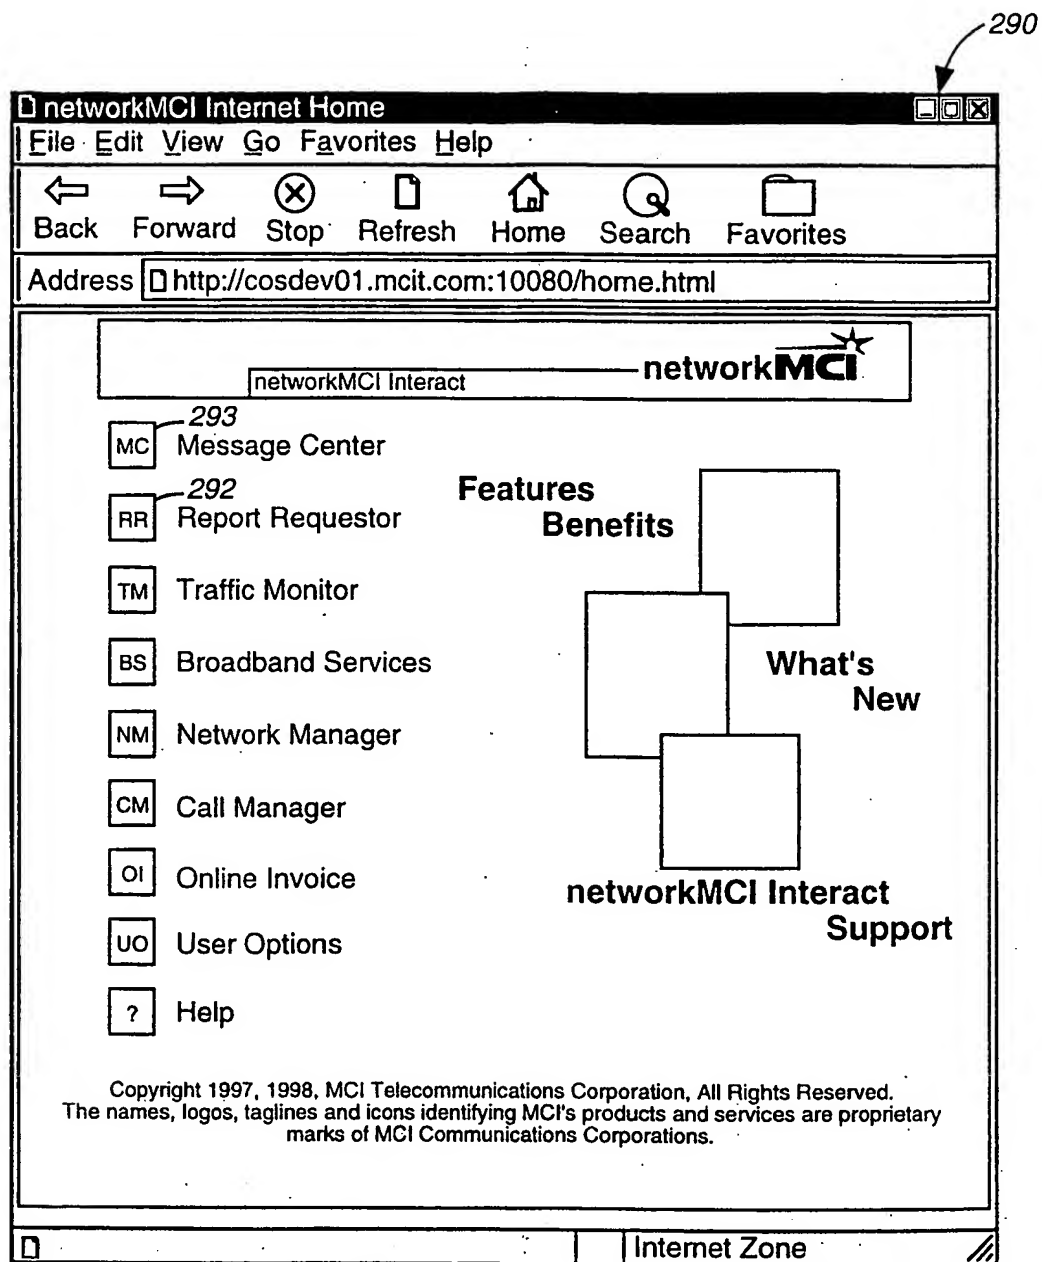 290
networkMCI Internet Home
File Edit View Go Favorites Help
Back Forward Stop Refresh Home Search Favorites
Address http://cosdev01.mcit.com:10080/home.html
networkMCI Interact
networkMCI
293
MC Message Center
292
RR Report Requestor
TM Traffic Monitor
BS Broadband Services
NM Network Manager
CM Call Manager
OI Online Invoice
UO User Options
? Help
Features
Benefits
What's
New
networkMCI Interact
Support
Copyright 1997, 1998, MCI Telecommunications Corporation, All Rights Reserved.
The names, logos, taglines and icons identifying MCI's products and services are proprietary
marks of MCI Communications Corporations.
Internet Zone